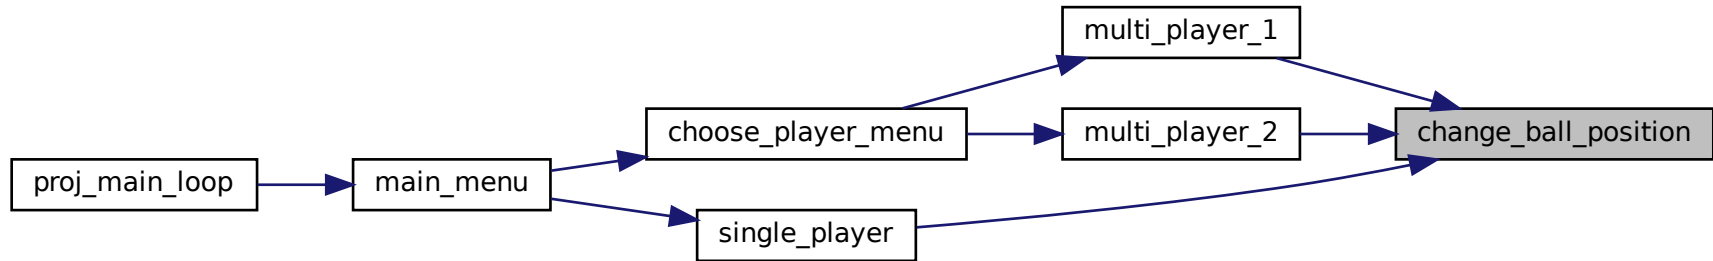 multi_player_1
choose_player_menu
multi_player_2
change_ball_position
proj_main_loop
main_menu
single_player